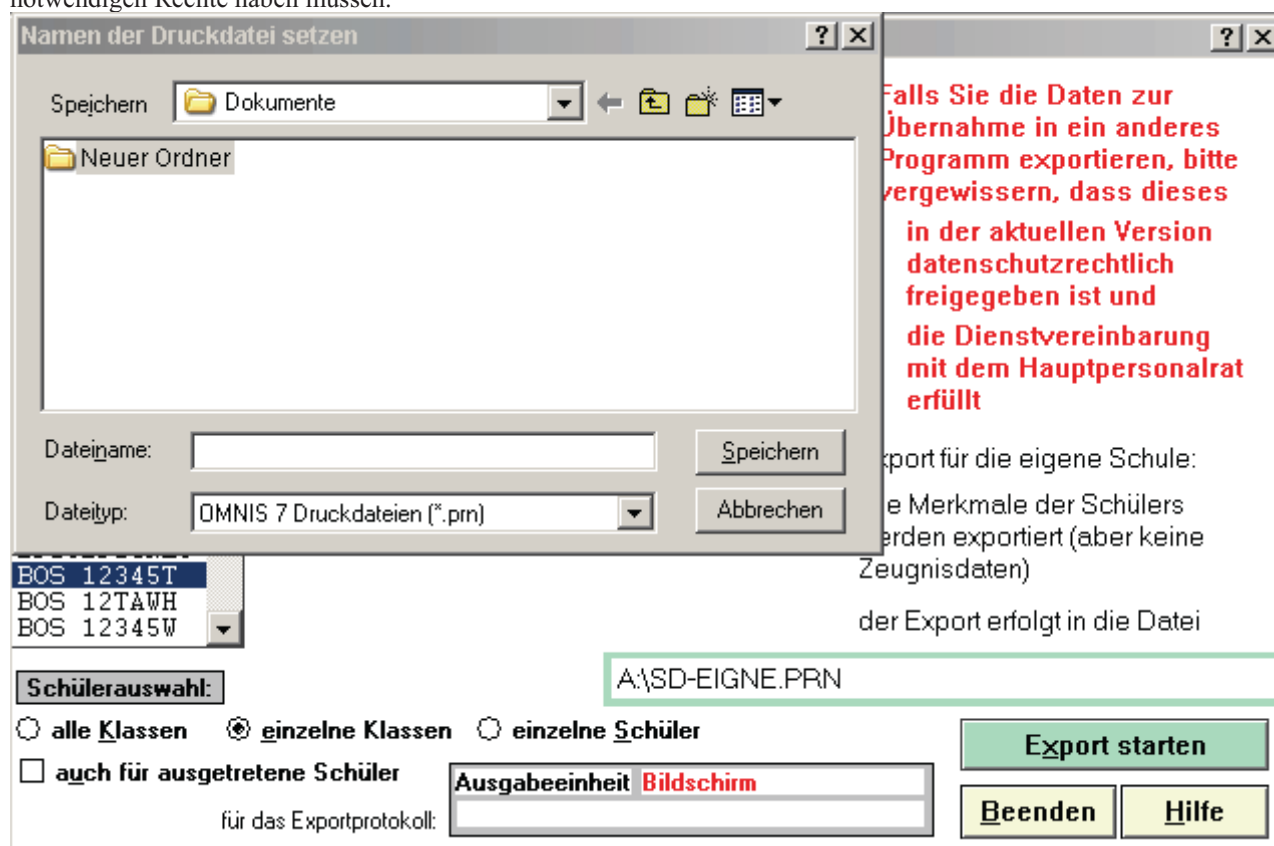 notwendigen Rechte haben müssen.
Namen der Druckdatei setzen
Speichern
Dokumente
Neuer Ordner
Dateiname:
Speichern
Dateityp:
OMNIS 7 Druckdateien (*.prn)
Abbrechen
Falls Sie die Daten zur
Übernahme in ein anderes
Programm exportieren, bitte
vergewissern, dass dieses
in der aktuellen Version
datenschutzrechtlich
freigegeben ist und
die Dienstvereinbarung
mit dem Hauptpersonalrat
erfüllt
xport für die eigene Schule:
e Merkmale der Schülers
erden exportiert (aber keine
Zeugnisdaten)
der Export erfolgt in die Datei
A:\SD-EIGNE.PRN
BOS 12345T
BOS 12TAWH
BOS 12345W
Schülerauswahl:
alle Klassen
einzelne Klassen
einzelne Schüler
auch für ausgetretene Schüler
Ausgabeeinheit Bildschirm
für das Exportprotokoll:
Export starten
Beenden
Hilfe